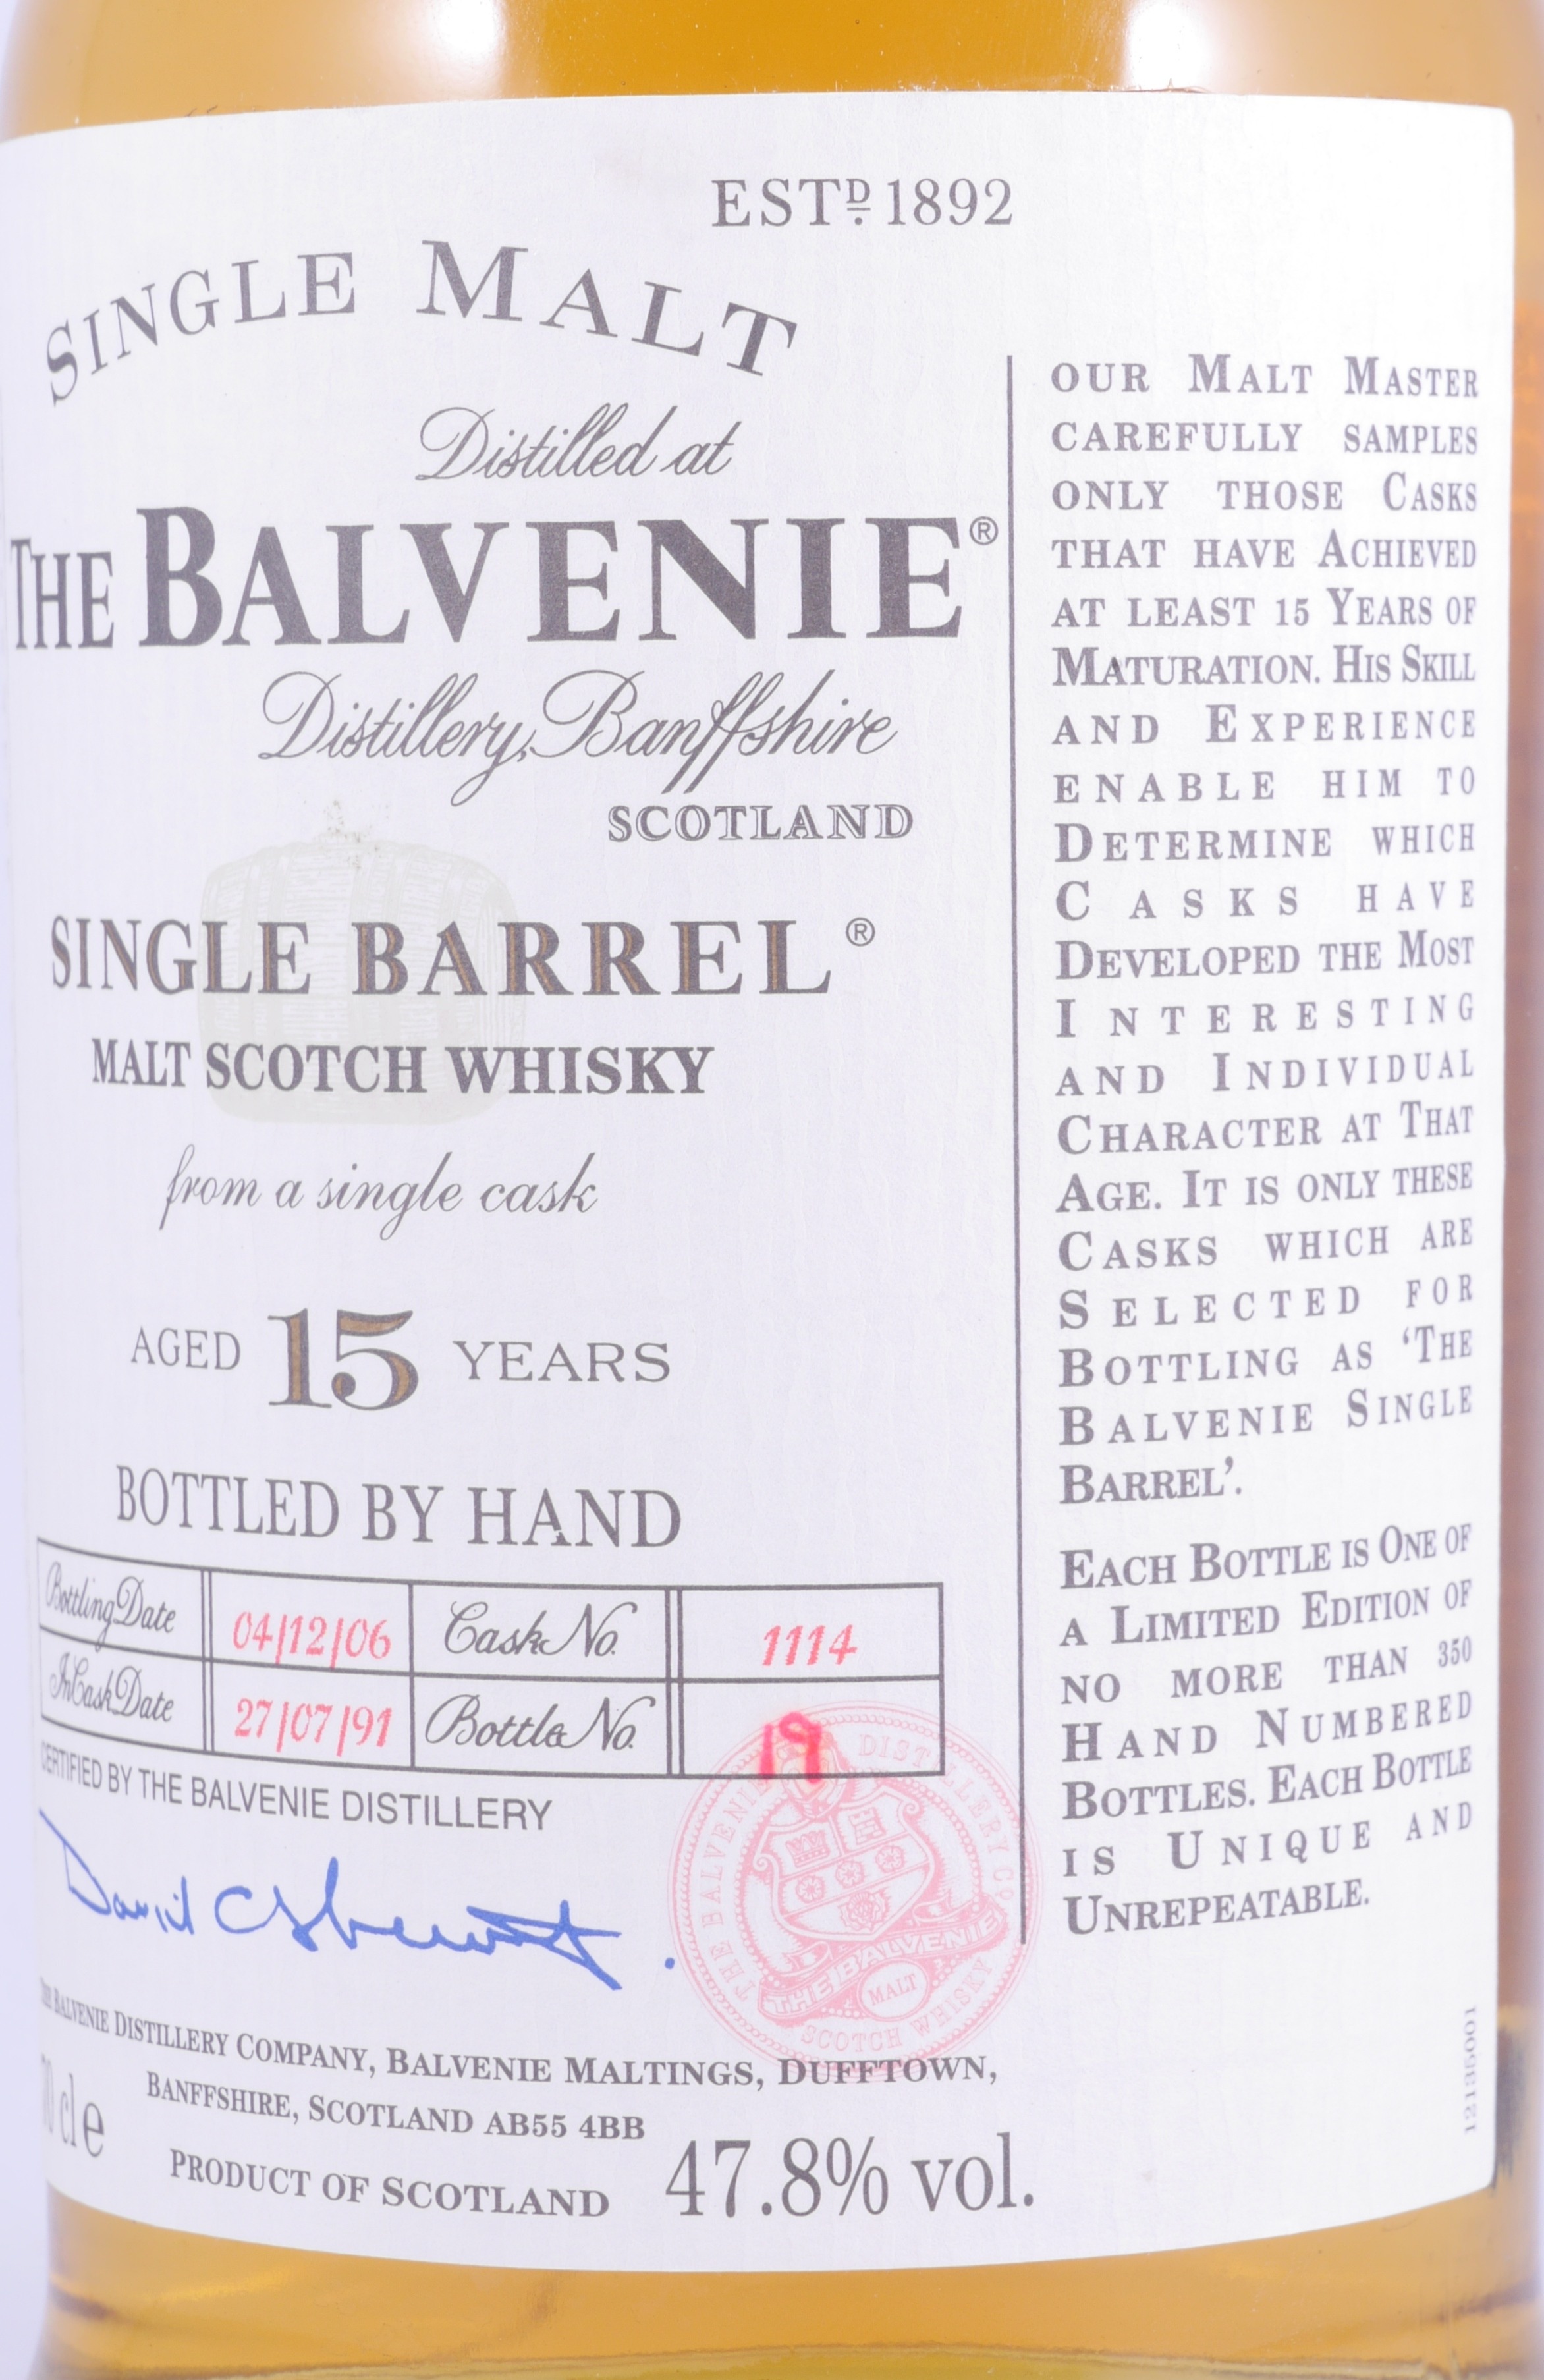 ESTD. 1892
SINGLE MALT
Distilled at
THE BALVENIE®
Distillery, Banffshire
SCOTLAND
SINGLE BARREL®
MALT SCOTCH WHISKY
from a single cask
AGED 15 YEARS
BOTTLED BY HAND
Bottling Date 04/12/06 Cask No. 1114
In Cask Date 27/07/91 Bottle No. 19
CERTIFIED BY THE BALVENIE DISTILLERY
David C Stewart.
THE BALVENIE DISTILLERY CO.
THE BALVENIE
MALT
SCOTCH WHISKY
THE BALVENIE DISTILLERY COMPANY, BALVENIE MALTINGS, DUFFTOWN,
BANFFSHIRE, SCOTLAND AB55 4BB
70 cl e
PRODUCT OF SCOTLAND 47.8% vol.
OUR MALT MASTER
CAREFULLY SAMPLES
ONLY THOSE CASKS
THAT HAVE ACHIEVED
AT LEAST 15 YEARS OF
MATURATION. HIS SKILL
AND EXPERIENCE
ENABLE HIM TO
DETERMINE WHICH
CASKS HAVE
DEVELOPED THE MOST
INTERESTING
AND INDIVIDUAL
CHARACTER AT THAT
AGE. IT IS ONLY THESE
CASKS WHICH ARE
SELECTED FOR
BOTTLING AS ‘THE
BALVENIE SINGLE
BARREL’.
EACH BOTTLE IS ONE OF
A LIMITED EDITION OF
NO MORE THAN 350
HAND NUMBERED
BOTTLES. EACH BOTTLE
IS UNIQUE AND
UNREPEATABLE.
12135001